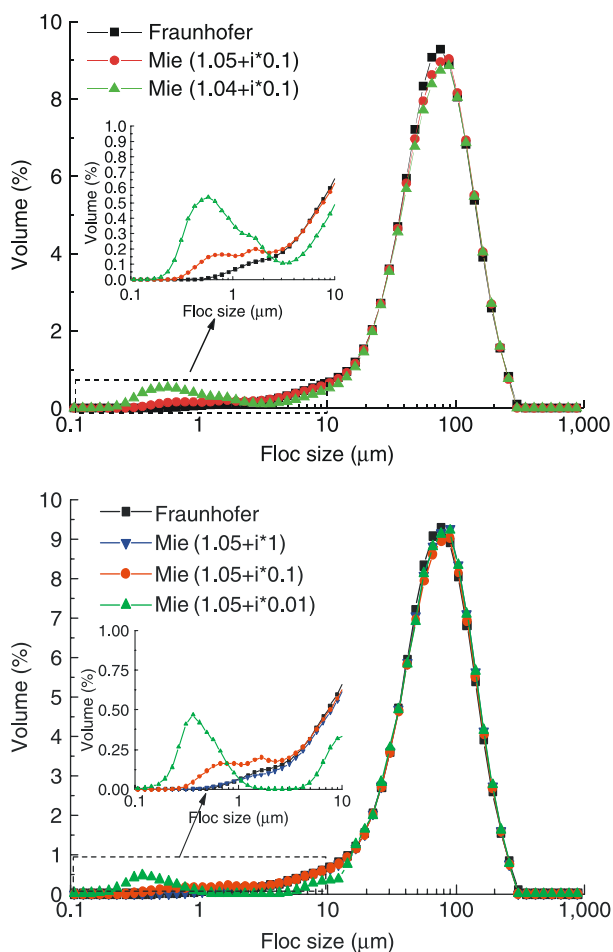 10
8
6
4
2
0
Volume (%)
Fraunhofer
Mie (1.05+i*0.1)
Mie (1.04+i*0.1)
1.0
0.9
0.8
0.7
0.6
0.5
0.4
0.3
0.2
0.1
0.0
Volume (%)
0.1 1 10
Floc size (μm)
0.1 1 10 100 1,000
Floc size (μm)
10
9
8
7
6
5
4
3
2
1
0
Volume (%)
Fraunhofer
Mie (1.05+i*1)
Mie (1.05+i*0.1)
Mie (1.05+i*0.01)
1.00
0.75
0.50
0.25
0.00
Volume (%)
0.1 1 10
Floc size (μm)
0.1 1 10 100 1,000
Floc size (μm)